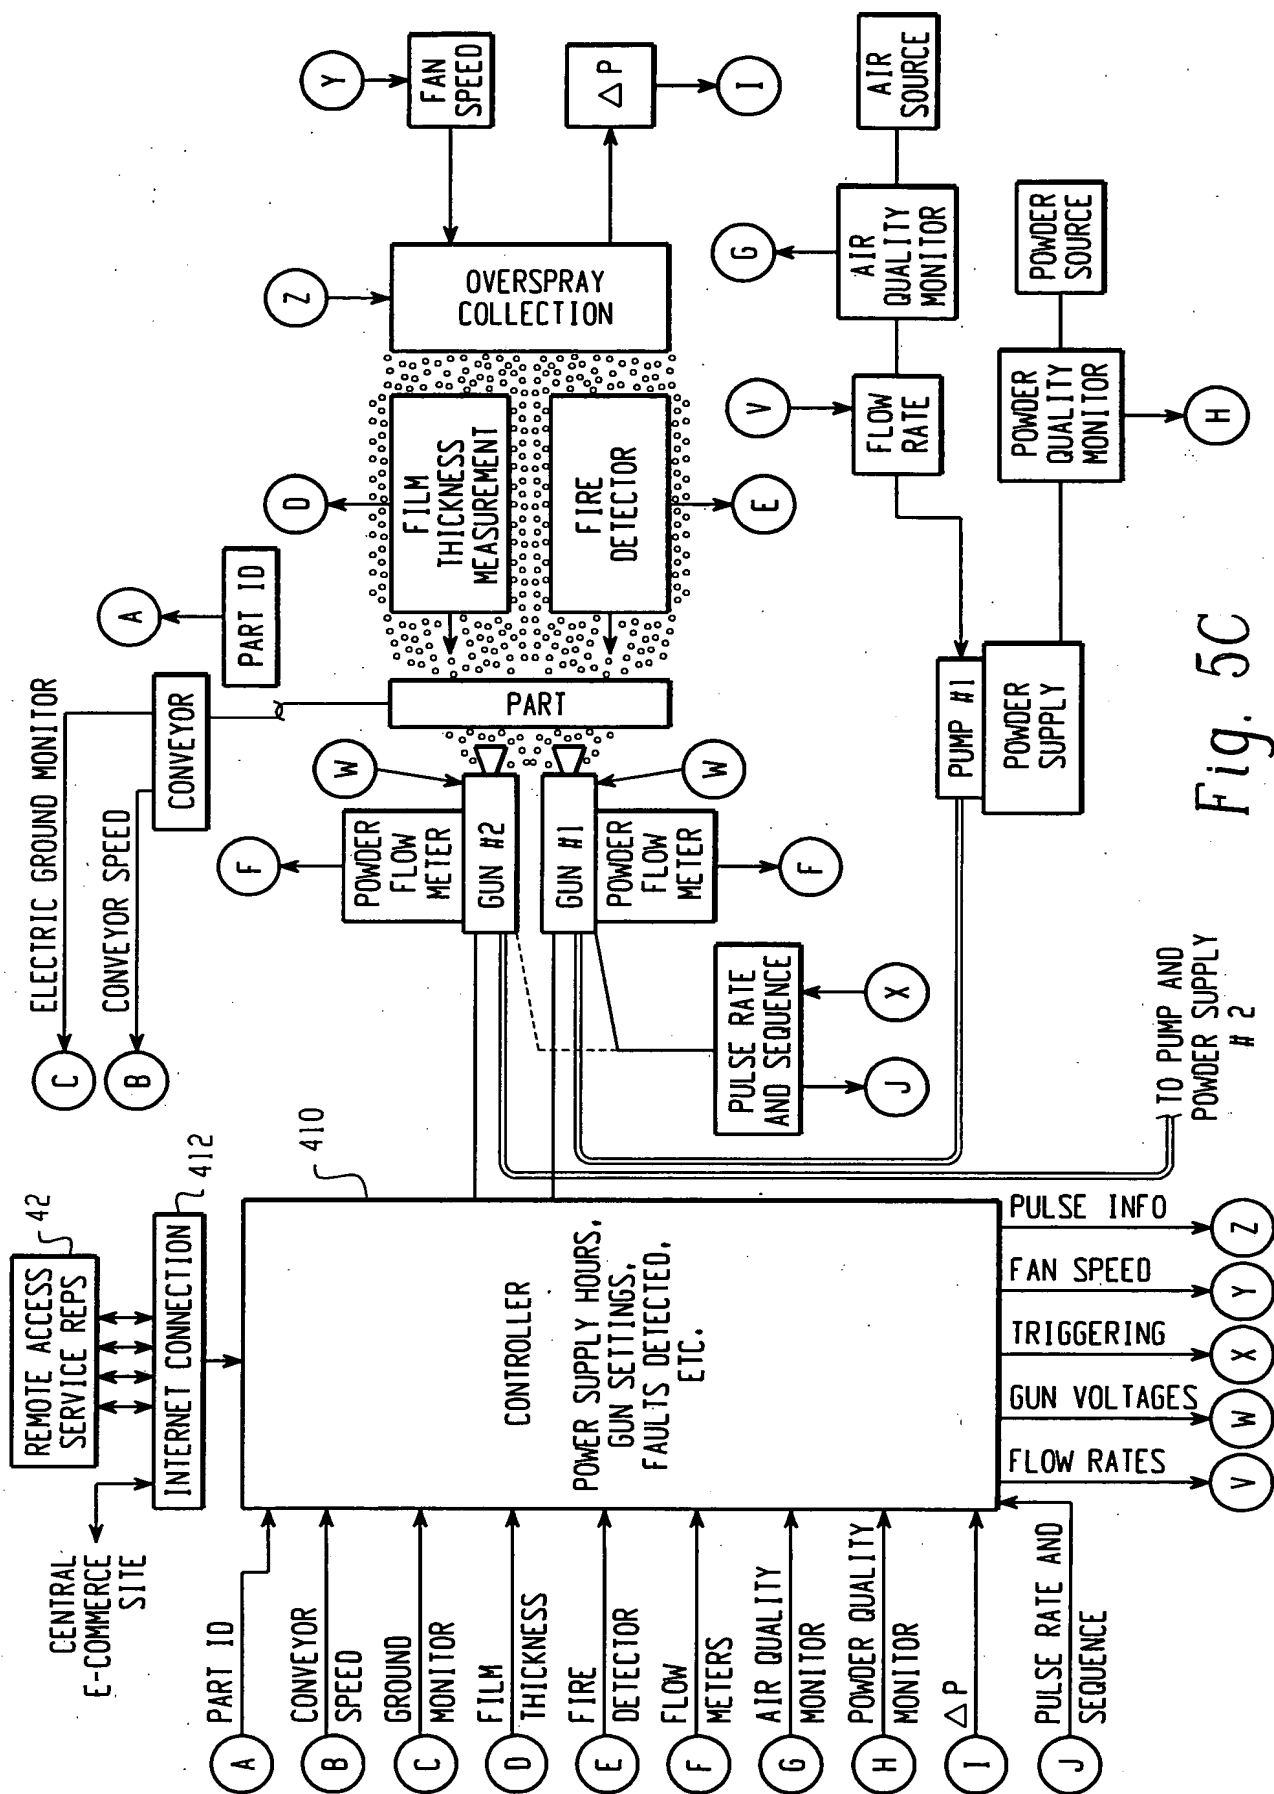 REMOTE ACCESS
SERVICE REPS
42
INTERNET CONNECTION
412
CENTRAL
E-COMMERCE
SITE
410
CONTROLLER
POWER SUPPLY HOURS,
GUN SETTINGS,
FAULTS DETECTED,
ETC.
A
PART ID
B
CONVEYOR
SPEED
C
GROUND
MONITOR
D
FILM
THICKNESS
E
FIRE
DETECTOR
F
FLOW
METERS
G
AIR QUALITY
MONITOR
H
POWDER QUALITY
MONITOR
I
△P
J
PULSE RATE AND
SEQUENCE
PULSE INFO
Z
FAN SPEED
Y
TRIGGERING
X
GUN VOLTAGES
W
FLOW RATES
V
C
ELECTRIC GROUND MONITOR
B
CONVEYOR SPEED
CONVEYOR
A
PART ID
F
POWDER
FLOW
METER
GUN #2
W
GUN #1
POWDER
FLOW
METER
W
F
PART
D
FILM
THICKNESS
MEASUREMENT
FIRE
DETECTOR
E
Z
OVERSPRAY
COLLECTION
Y
FAN
SPEED
△P
I
PULSE RATE
AND SEQUENCE
J
X
TO PUMP AND
POWDER SUPPLY
# 2
PUMP #1
POWDER
SUPPLY
V
FLOW
RATE
G
AIR
QUALITY
MONITOR
AIR
SOURCE
POWDER
QUALITY
MONITOR
H
POWDER
SOURCE
Fig. 5C